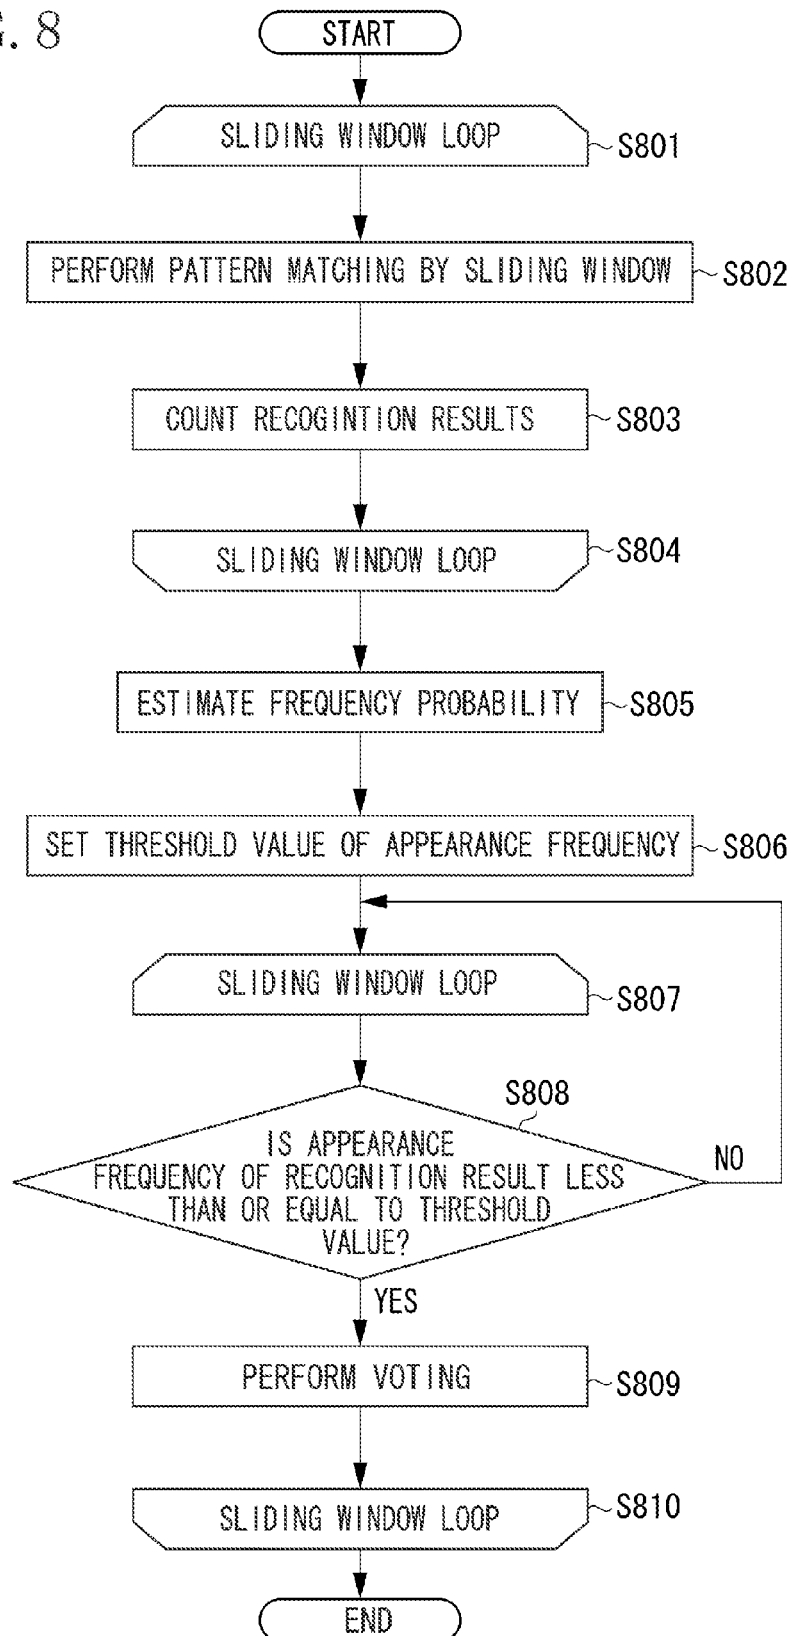 G. 8
START
SLIDING WINDOW LOOP
S801
PERFORM PATTERN MATCHING BY SLIDING WINDOW
S802
COUNT RECOGINTION RESULTS
S803
SLIDING WINDOW LOOP
S804
ESTIMATE FREQUENCY PROBABILITY
S805
SET THRESHOLD VALUE OF APPEARANCE FREQUENCY
S806
SLIDING WINDOW LOOP
S807
S808
IS APPEARANCE
FREQUENCY OF RECOGNITION RESULT LESS
THAN OR EQUAL TO THRESHOLD
VALUE?
NO
YES
PERFORM VOTING
S809
SLIDING WINDOW LOOP
S810
END